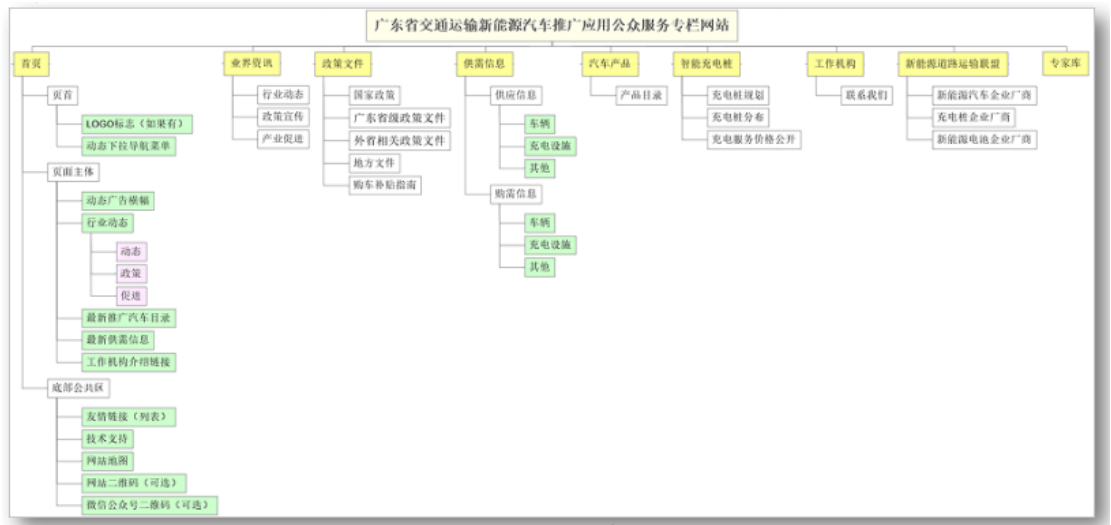 广东省交通运输新能源汽车推广应用公众服务专栏网站
首页
页首
LOGO标志（如果有）
动态下拉导航菜单
页面主体
动态广告横幅
行业动态
动态
政策
促进
最新推广汽车目录
最新供需信息
工作机构介绍链接
底部公共区
友情链接（列表）
技术支持
网站地图
网站二维码（可选）
微信公众号二维码（可选）
业界资讯
行业动态
政策宣传
产业促进
政策文件
国家政策
广东省级政策文件
外省相关政策文件
地方文件
购车补贴指南
供需信息
供应信息
车辆
充电设施
其他
购需信息
车辆
充电设施
其他
汽车产品
产品目录
智能充电桩
充电桩规划
充电桩分布
充电服务价格公开
工作机构
联系我们
新能源道路运输联盟
新能源汽车企业厂商
充电桩企业厂商
新能源电池企业厂商
专家库